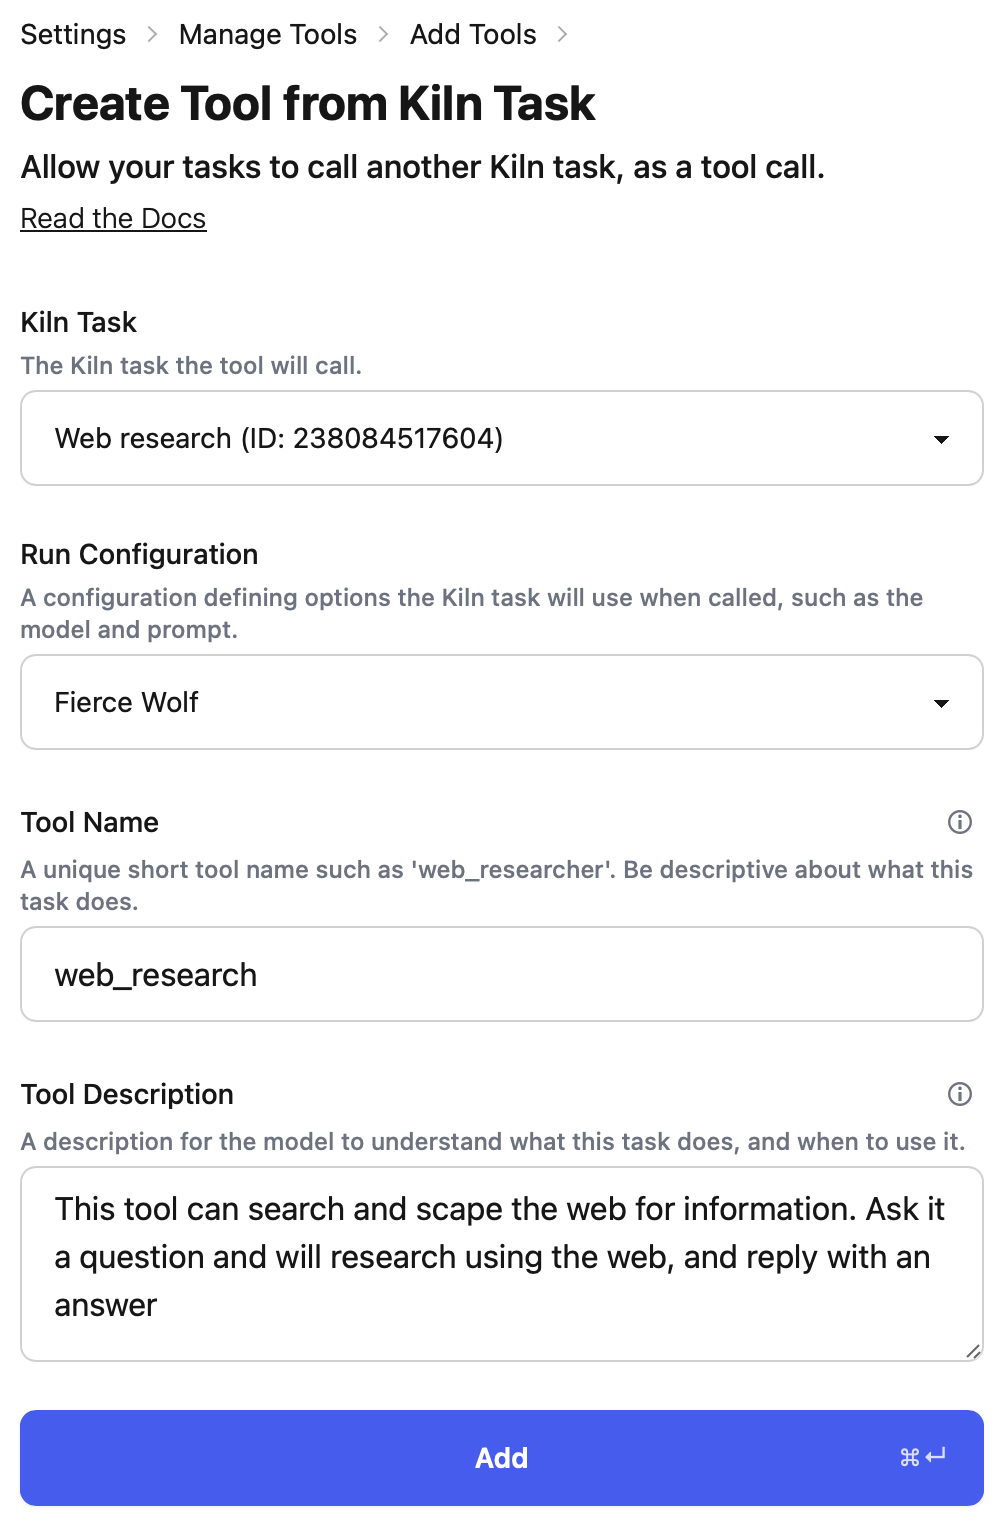 Settings > Manage Tools > Add Tools >
Create Tool from Kiln Task
Allow your tasks to call another Kiln task, as a tool call.
Read the Docs
Kiln Task
The Kiln task the tool will call.
Web research (ID: 238084517604)
Run Configuration
A configuration defining options the Kiln task will use when called, such as the
model and prompt.
Fierce Wolf
Tool Name
A unique short tool name such as 'web_researcher'. Be descriptive about what this
task does.
web_research
Tool Description
A description for the model to understand what this task does, and when to use it.
This tool can search and scape the web for information. Ask it
a question and will research using the web, and reply with an
answer
Add ⌘↵